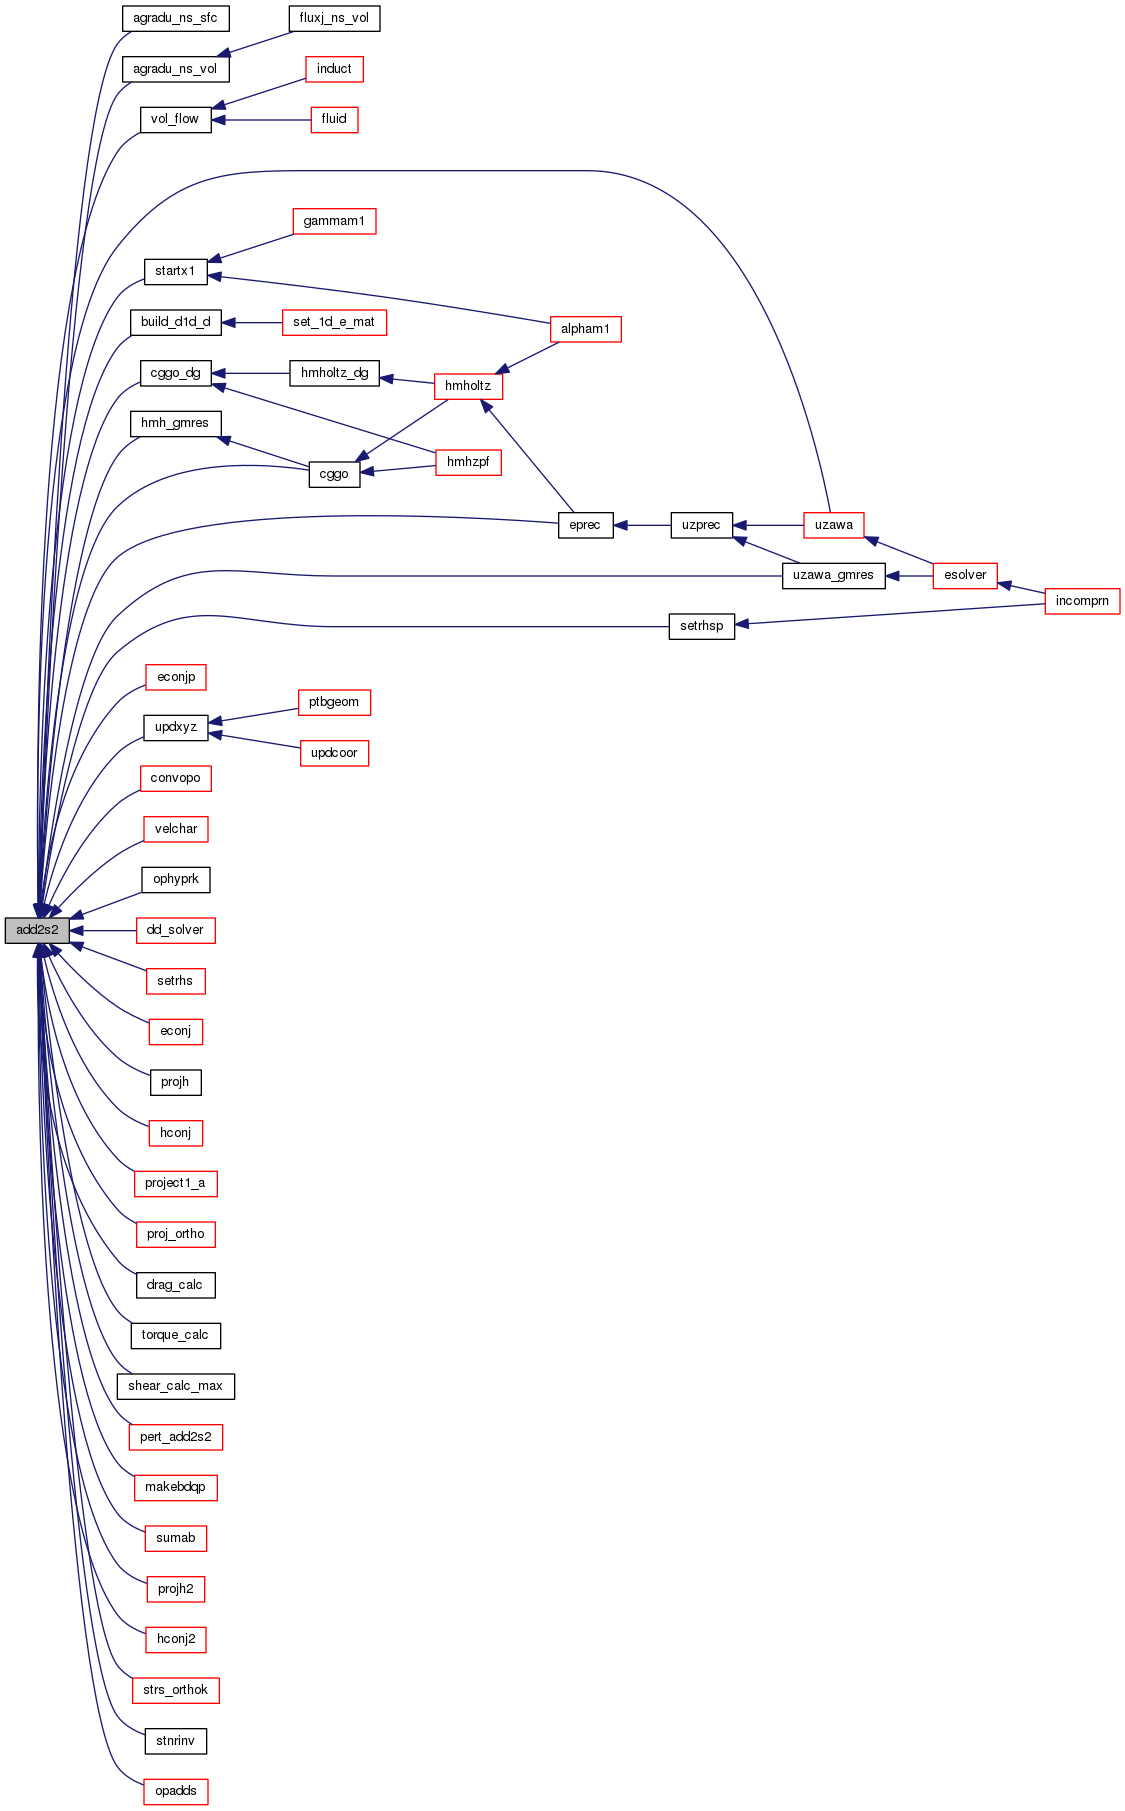 agradu_ns_sfc
fluxj_ns_vol
agradu_ns_vol
induct
vol_flow
fluid
gammam1
startx1
alpham1
build_d1d_d
set_1d_e_mat
cggo_dg
hmholtz_dg
hmholtz
hmh_gmres
cggo
hmhzpf
eprec
uzprec
uzawa
uzawa_gmres
esolver
incomprn
setrhsp
econjp
ptbgeom
updxyz
updcoor
convopo
velchar
ophyprk
add2s2
dd_solver
setrhs
econj
projh
hconj
project1_a
proj_ortho
drag_calc
torque_calc
shear_calc_max
pert_add2s2
makebdqp
sumab
projh2
hconj2
strs_orthok
stnrinv
opadds